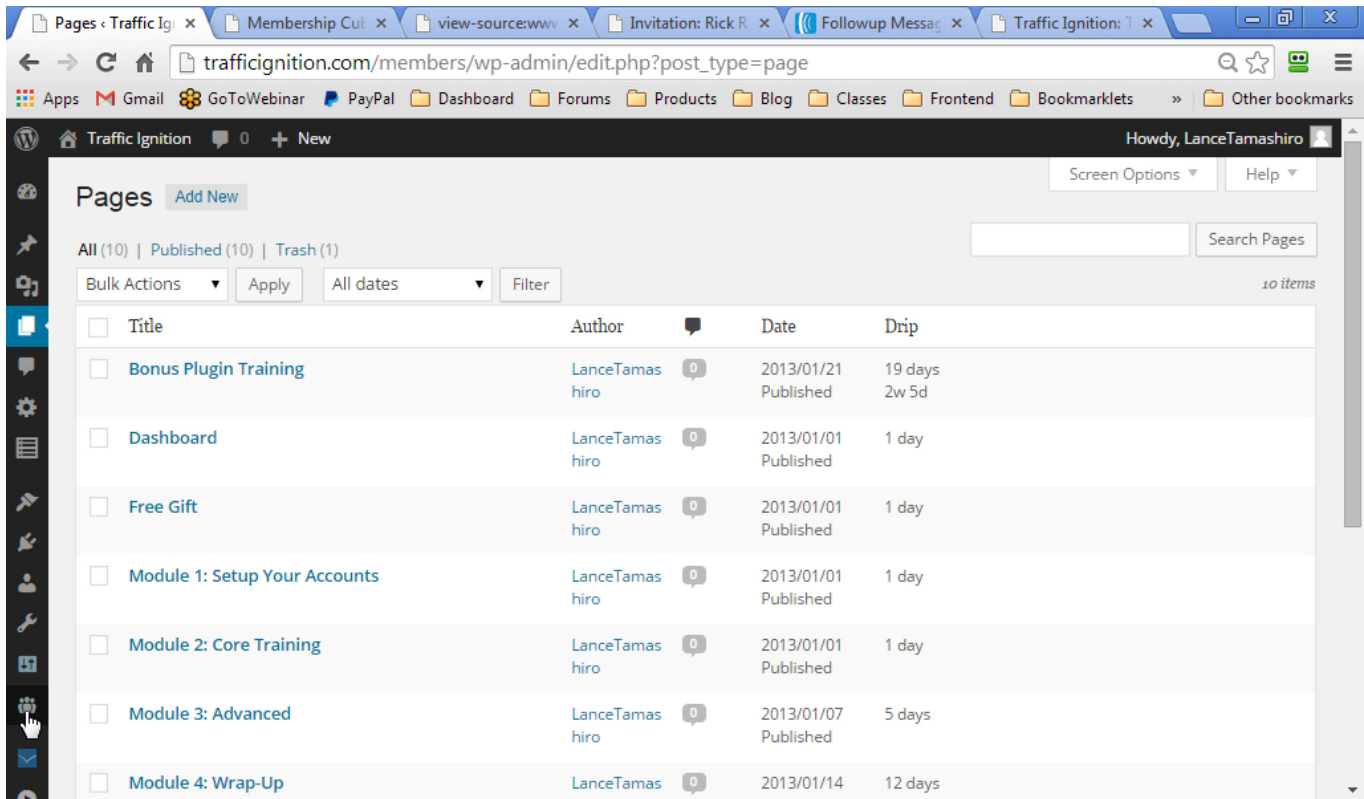 Pages ‹ Traffic Ig
Membership Cub
view-source:www
Invitation: Rick R
Followup Messag
Traffic Ignition: T
trafficignition.com/members/wp-admin/edit.php?post_type=page
Apps Gmail GoToWebinar PayPal Dashboard Forums Products Blog Classes Frontend Bookmarklets » Other bookmarks
Traffic Ignition 0 + New Howdy, LanceTamashiro
Screen Options Help
Pages Add New
All (10) | Published (10) | Trash (1)
Search Pages
Bulk Actions Apply All dates Filter 10 items
Title Author Date Drip
Bonus Plugin Training LanceTamas 0 2013/01/21 19 days
hiro Published 2w 5d
Dashboard LanceTamas 0 2013/01/01 1 day
hiro Published
Free Gift LanceTamas 0 2013/01/01 1 day
hiro Published
Module 1: Setup Your Accounts LanceTamas 0 2013/01/01 1 day
hiro Published
Module 2: Core Training LanceTamas 0 2013/01/01 1 day
hiro Published
Module 3: Advanced LanceTamas 0 2013/01/07 5 days
hiro Published
Module 4: Wrap-Up LanceTamas 0 2013/01/14 12 days